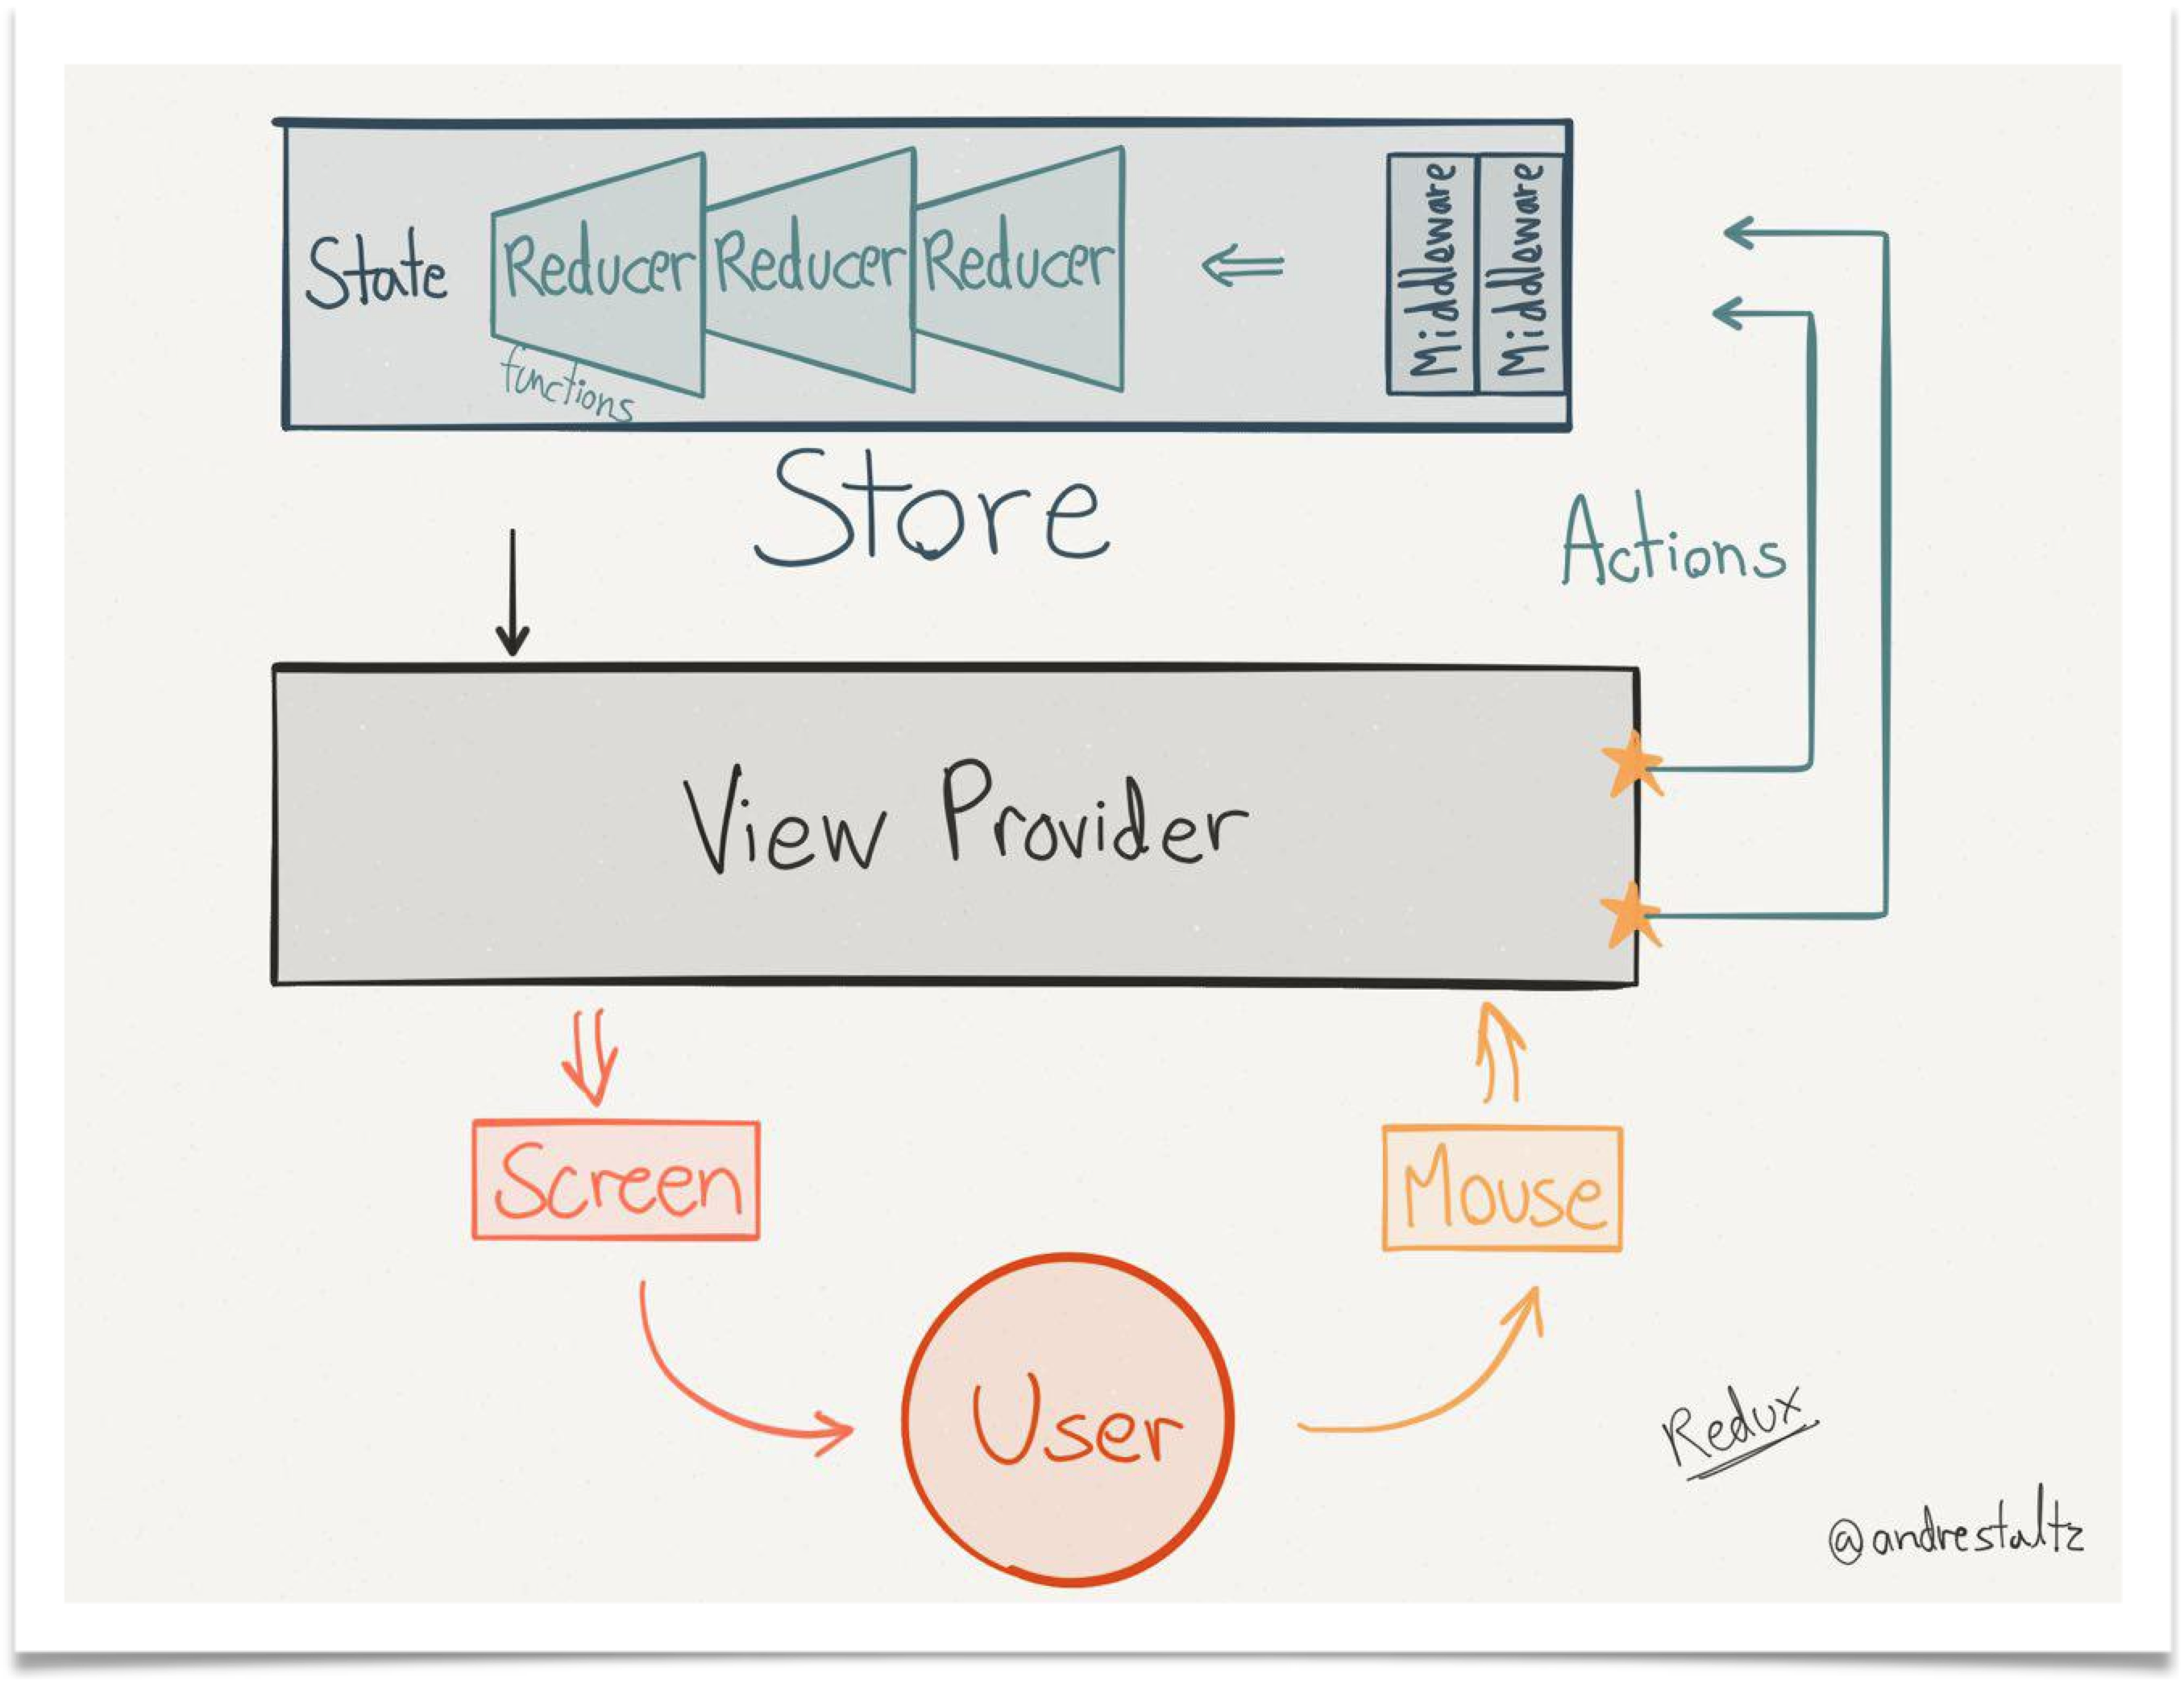 State
Reducer
Reducer
Reducer
functions
Middleware
Middleware
Store
Actions
View Provider
Screen
Mouse
User
Redux
@andrestaltz